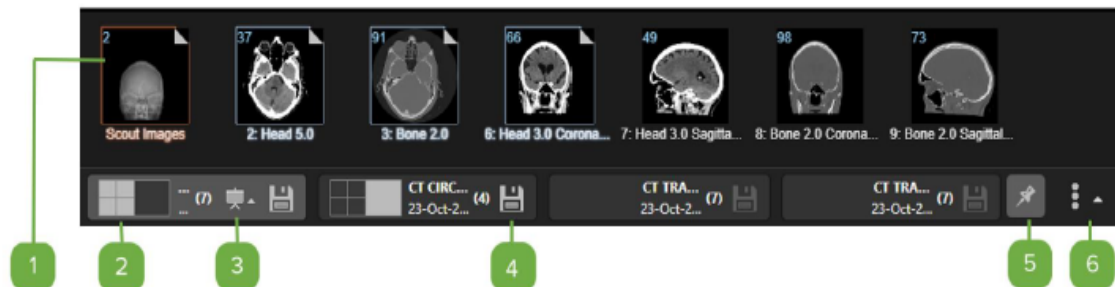 2 37 91 66 49 98 73
Scout Images 2: Head 5.0 3: Bone 2.0 6: Head 3.0 Corona... 7: Head 3.0 Sagitta... 8: Bone 2.0 Corona... 9: Bone 2.0 Sagittal...
... (7) CT CIRC... (4) CT TRA... (7) CT TRA... (7)
... 23-Oct-2... 23-Oct-2... 23-Oct-2...
1 2 3 4 5 6